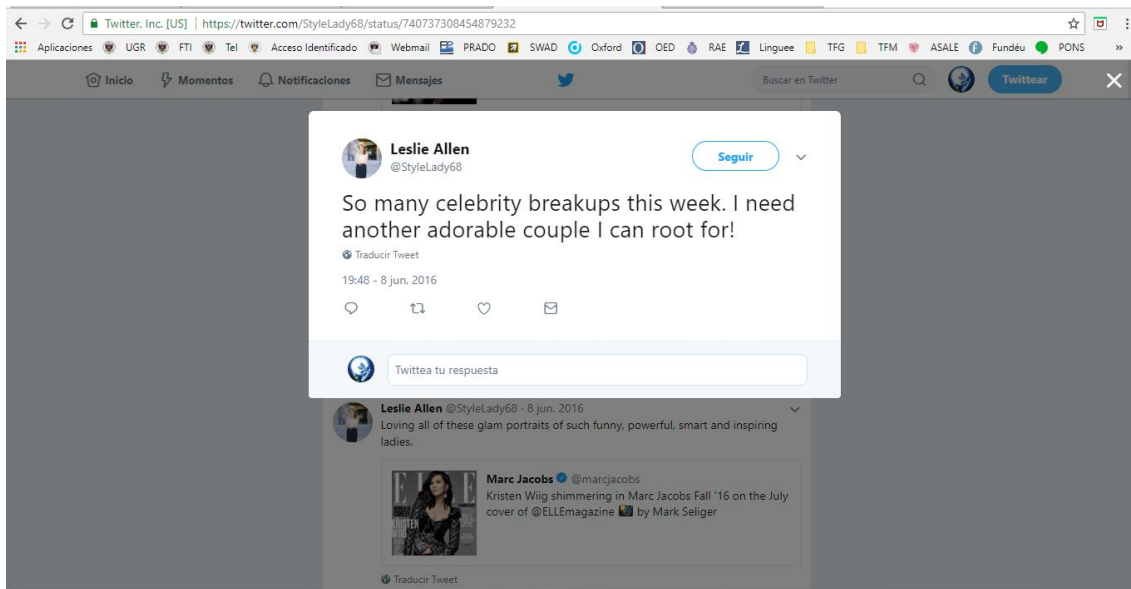 Twitter, Inc. [US] | https://twitter.com/StyleLady68/status/740737308454879232
Aplicaciones UGR FTI Tel Acceso Identificado Webmail PRADO SWAD Oxford OED RAE Linguee TFG TFM ASALE Fundéu PONS »
Inicio Momentos Notificaciones Mensajes Buscar en Twitter Twittear
Leslie Allen Seguir
@StyleLady68
So many celebrity breakups this week. I need
another adorable couple I can root for!
Traducir Tweet
19:48 - 8 jun. 2016
Twittea tu respuesta
Leslie Allen @StyleLady68 · 8 jun. 2016
Loving all of these glam portraits of such funny, powerful, smart and inspiring
ladies.
ELLE
KRISTEN
WIIG
Marc Jacobs @marcjacobs
Kristen Wiig shimmering in Marc Jacobs Fall '16 on the July
cover of @ELLEmagazine by Mark Seliger
Traducir Tweet